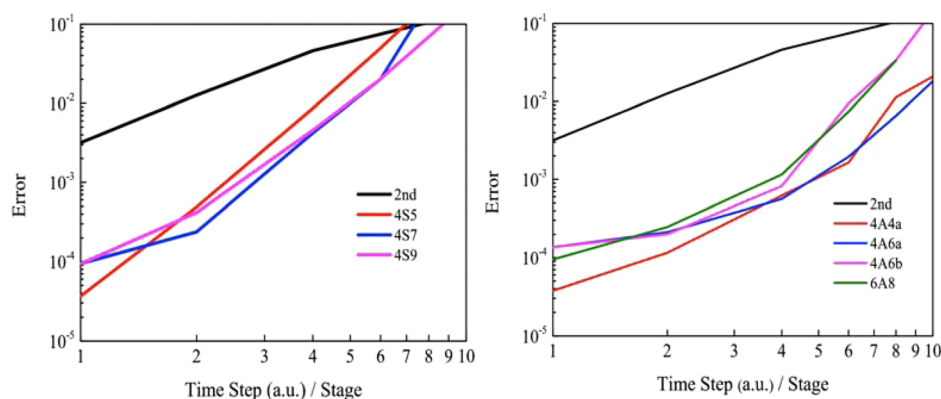 10^-1
10^-2
10^-3
10^-4
10^-5
Error
2nd
4S5
4S7
4S9
1 2 3 4 5 6 7 8 9 10
Time Step (a.u.) / Stage
10^-1
10^-2
10^-3
10^-4
10^-5
Error
2nd
4A4a
4A6a
4A6b
6A8
1 2 3 4 5 6 7 8 9 10
Time Step (a.u.) / Stage